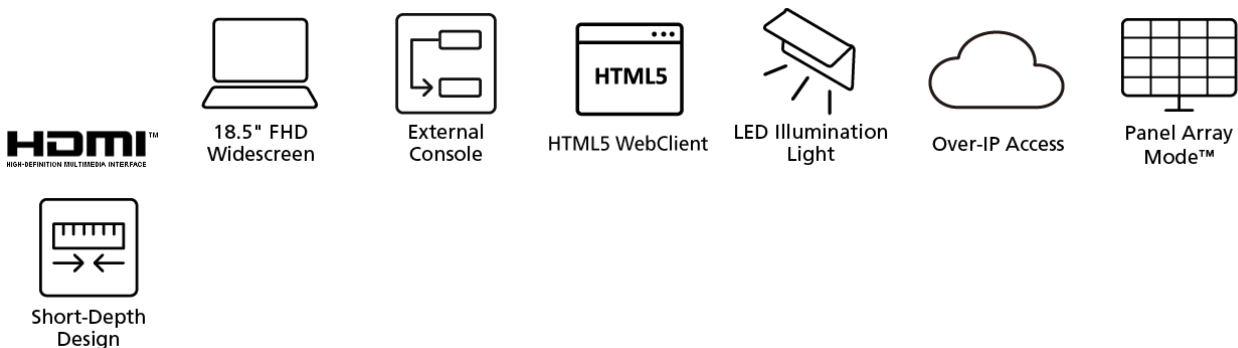 HDMI™
HIGH-DEFINITION MULTIMEDIA INTERFACE
18.5" FHD
Widescreen
External
Console
HTML5
HTML5 WebClient
LED Illumination
Light
Over-IP Access
Panel Array
Mode™
Short-Depth
Design